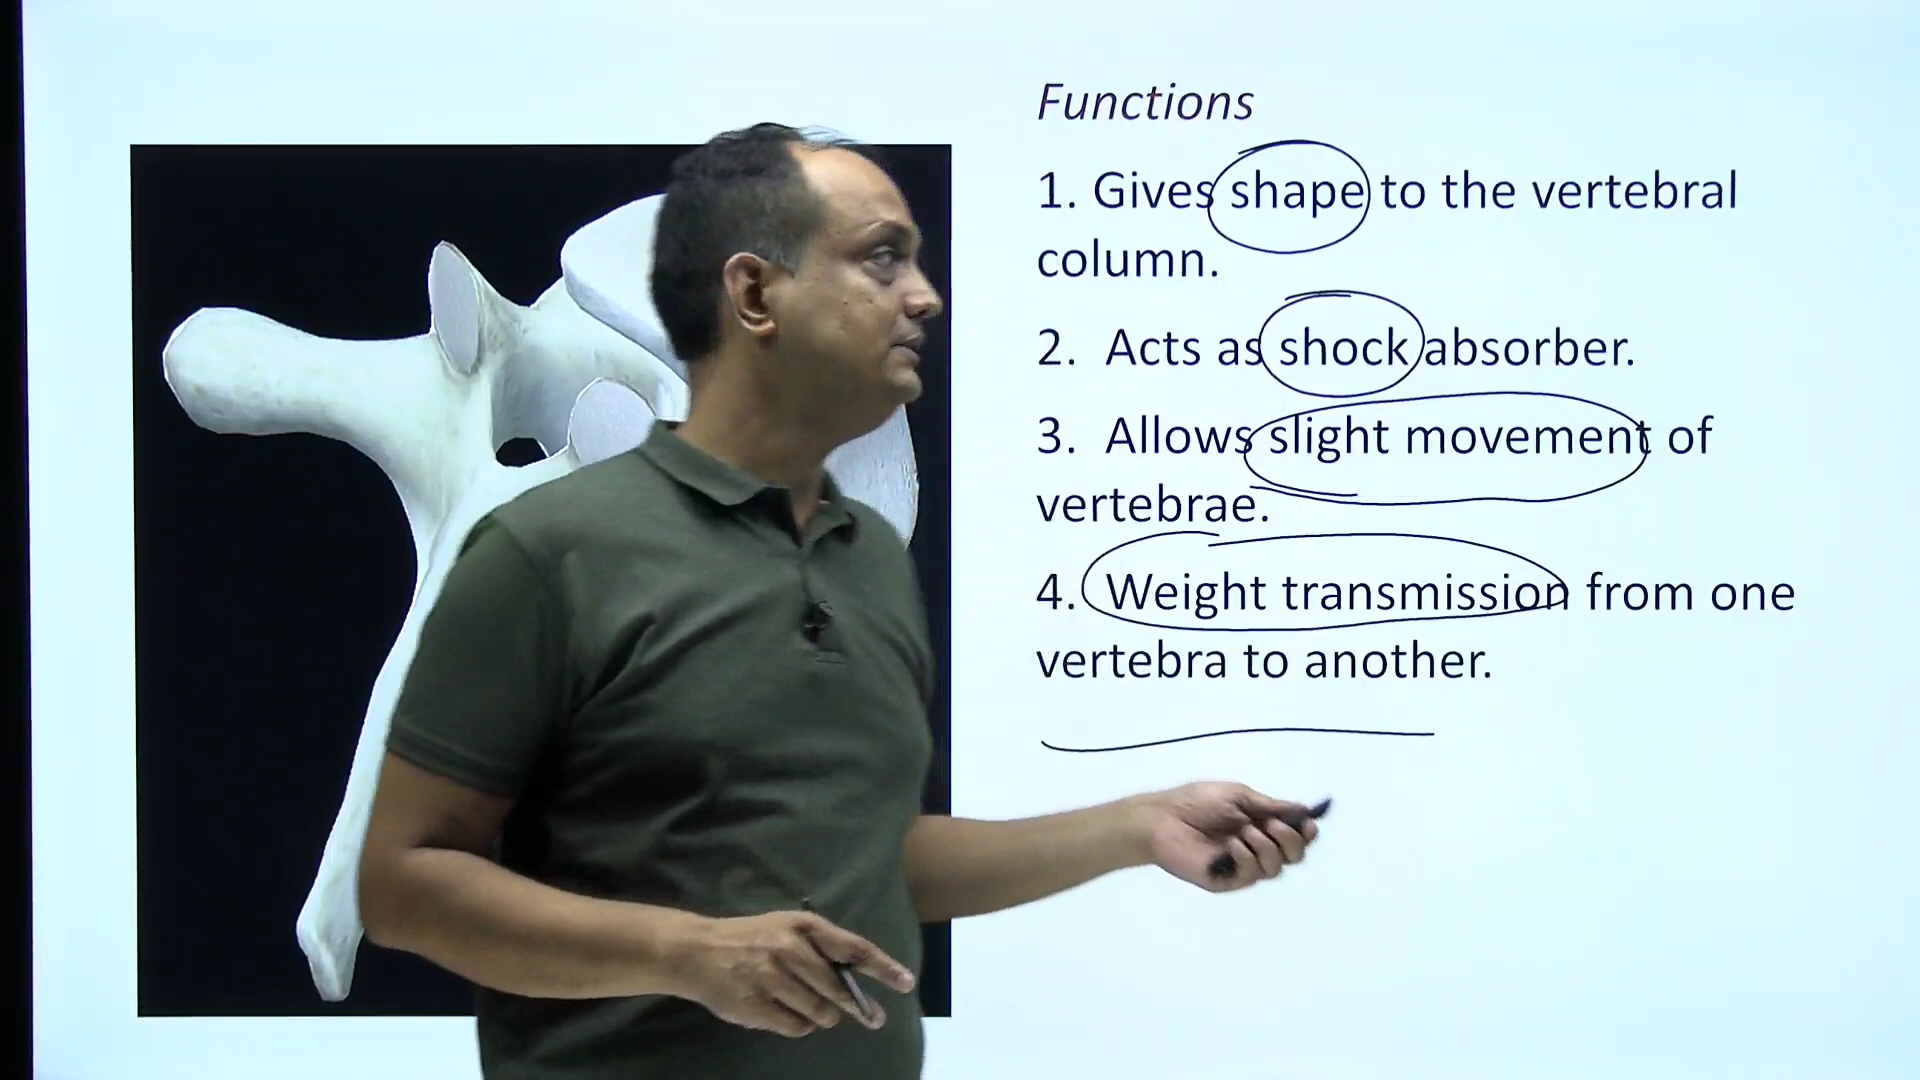 Functions
1. Gives shape to the vertebral
column.
2. Acts as shock absorber.
3. Allows slight movement of
vertebrae.
4. Weight transmission from one
vertebra to another.